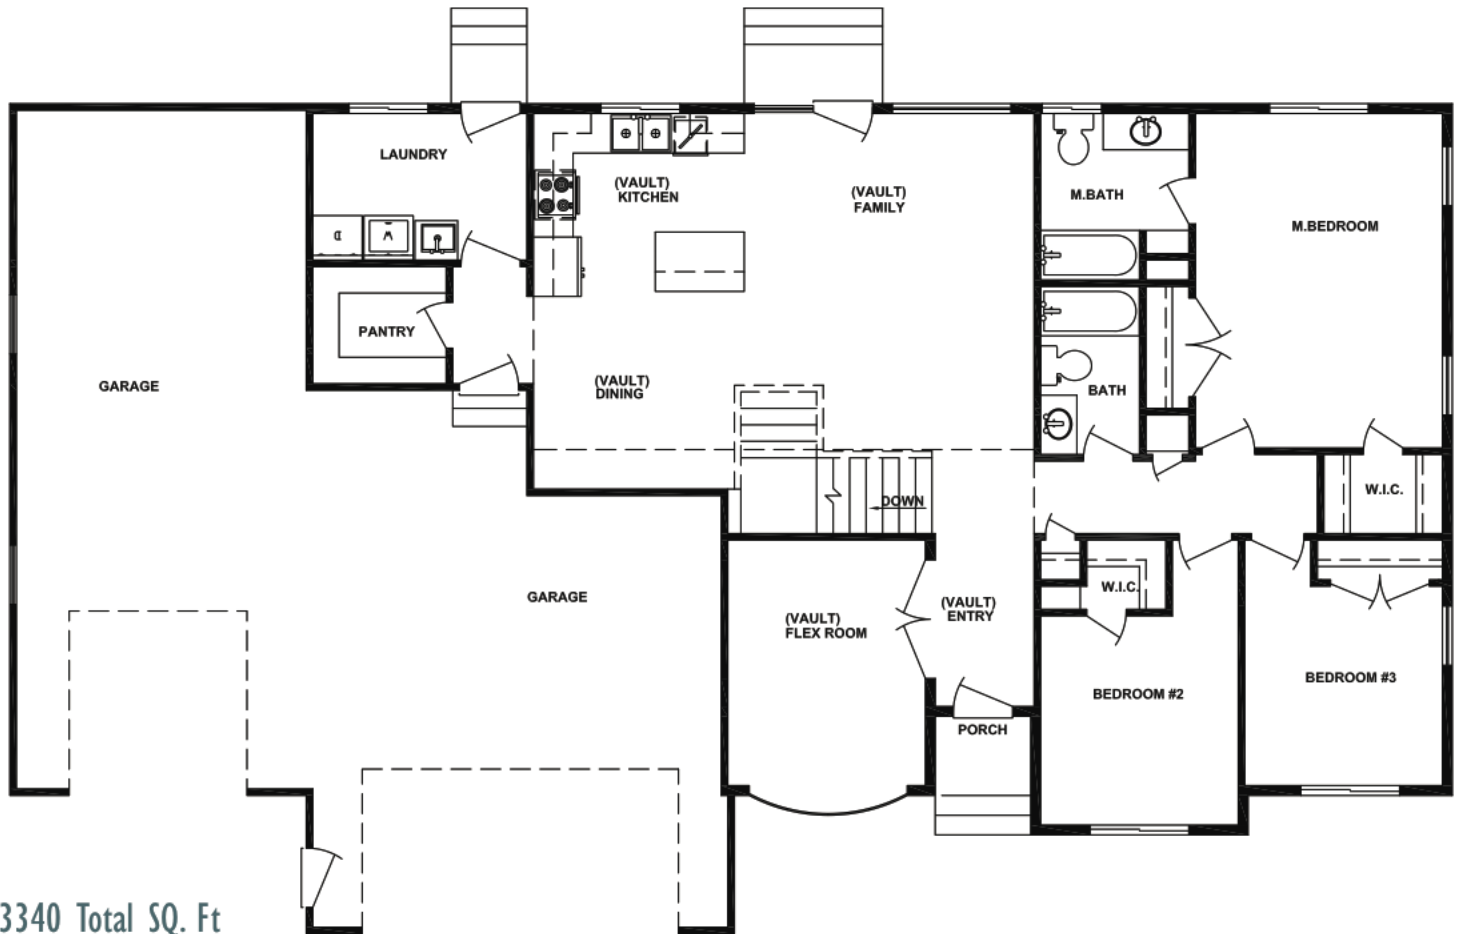 LAUNDRY
(VAULT)
KITCHEN
(VAULT)
FAMILY
M.BATH
M.BEDROOM
D
W
PANTRY
GARAGE
(VAULT)
DINING
BATH
DOWN
W.I.C.
GARAGE
(VAULT)
FLEX ROOM
(VAULT)
ENTRY
W.I.C.
BEDROOM #2
BEDROOM #3
PORCH
3340 Total SQ. Ft